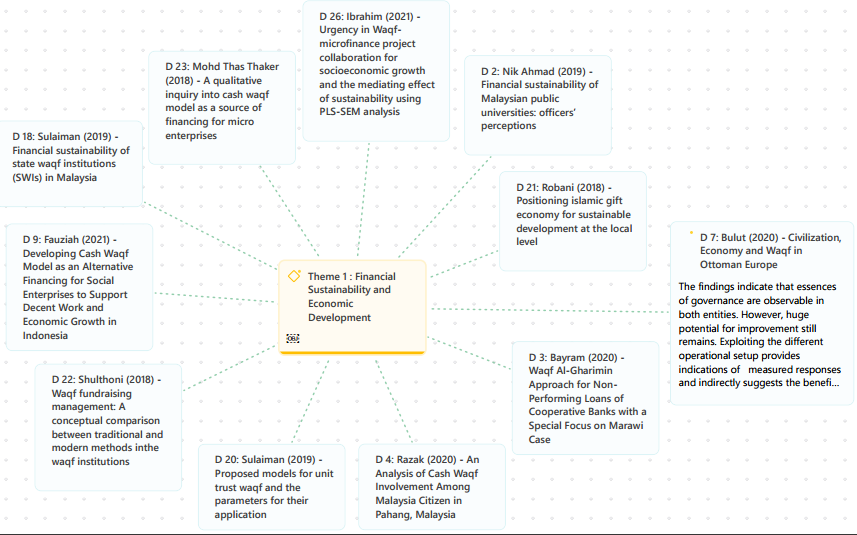 D 26: Ibrahim (2021) -
Urgency in Waqf-
microfinance project
collaboration for
socioeconomic growth
and the mediating effect
of sustainability using
PLS-SEM analysis
D 23: Mohd Thas Thaker
(2018) - A qualitative
inquiry into cash waqf
model as a source of
financing for micro
enterprises
D 2: Nik Ahmad (2019) -
Financial sustainability of
Malaysian public
universities: officers’
perceptions
D 18: Sulaiman (2019) -
Financial sustainability of
state waqf institutions
(SWIs) in Malaysia
D 21: Robani (2018) -
Positioning islamic gift
economy for sustainable
development at the local
level
D 9: Fauziah (2021) -
Developing Cash Waqf
Model as an Alternative
Financing for Social
Enterprises to Support
Decent Work and
Economic Growth in
Indonesia
Theme 1 : Financial
Sustainability and
Economic
Development
D 7: Bulut (2020) - Civilization,
Economy and Waqf in
Ottoman Europe
The findings indicate that essences
of governance are observable in
both entities. However, huge
potential for improvement still
remains. Exploiting the different
operational setup provides
indications of measured responses
and indirectly suggests the benefi...
D 22: Shulthoni (2018) -
Waqf fundraising
management: A
conceptual comparison
between traditional and
modern methods inthe
waqf institutions
D 3: Bayram (2020) -
Waqf Al-Gharimin
Approach for Non-
Performing Loans of
Cooperative Banks with a
Special Focus on Marawi
Case
D 20: Sulaiman (2019) -
Proposed models for unit
trust waqf and the
parameters for their
application
D 4: Razak (2020) - An
Analysis of Cash Waqf
Involvement Among
Malaysia Citizen in
Pahang, Malaysia